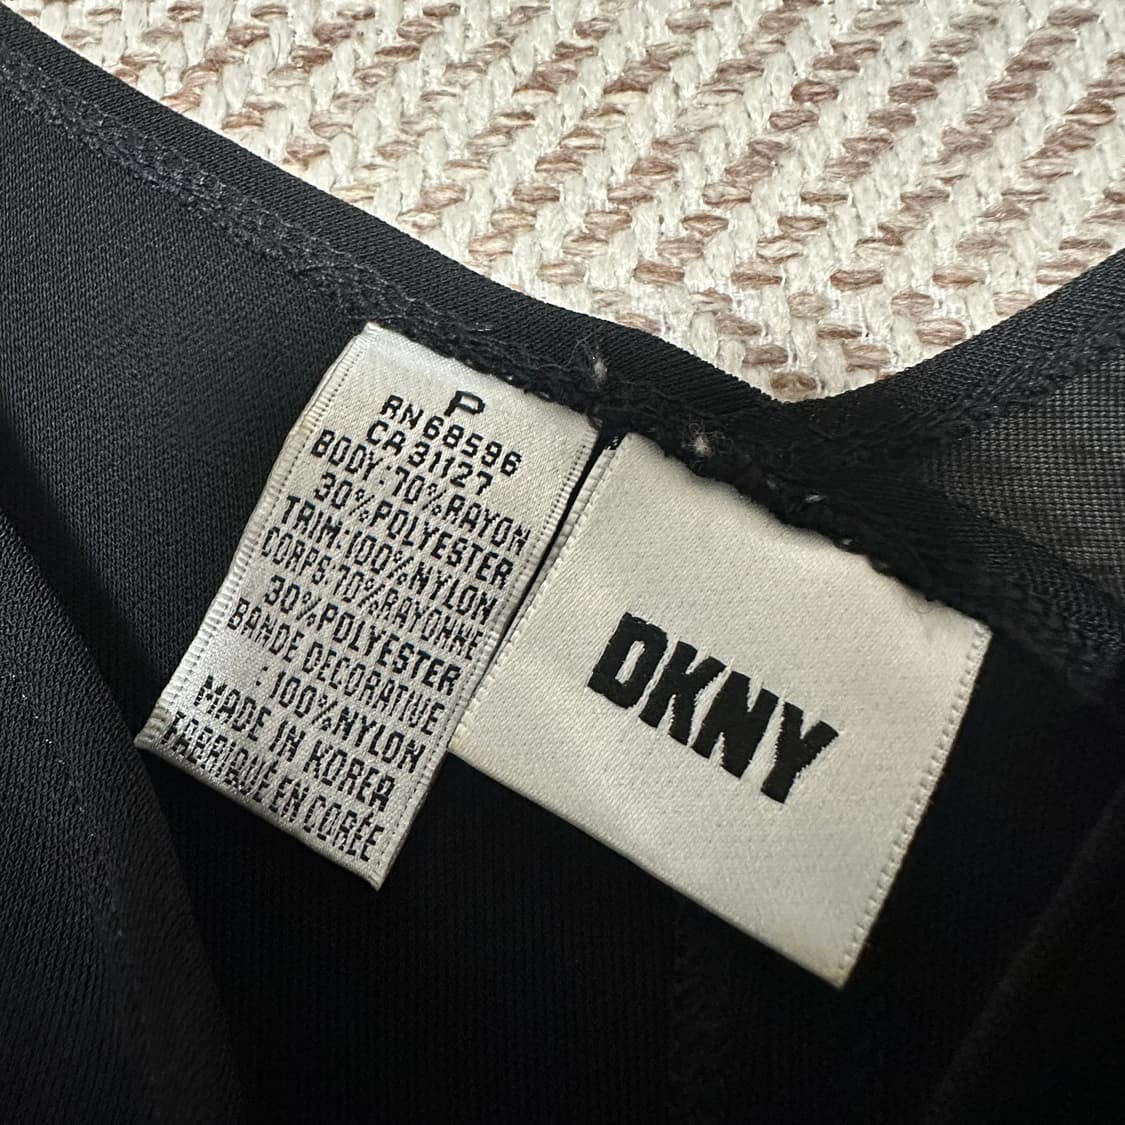 P
RN 68596
CA 31127
BODY:70%RAYON
30%POLYESTER
TRIM:100%NYLON
CORPS:70%RAYONNE
30%POLYESTER
BANDE DECORATIVE
:100%NYLON
MADE IN KOREA
FABRIQUÉ EN CORÉE
DKNY